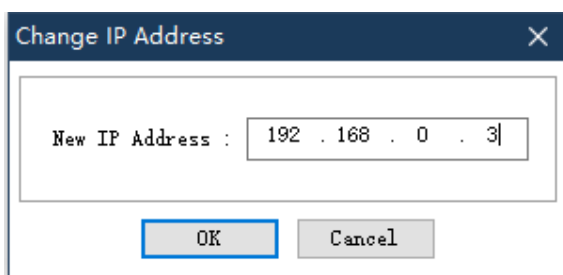 Change IP Address
New IP Address : 192 . 168 . 0 . 3
OK Cancel